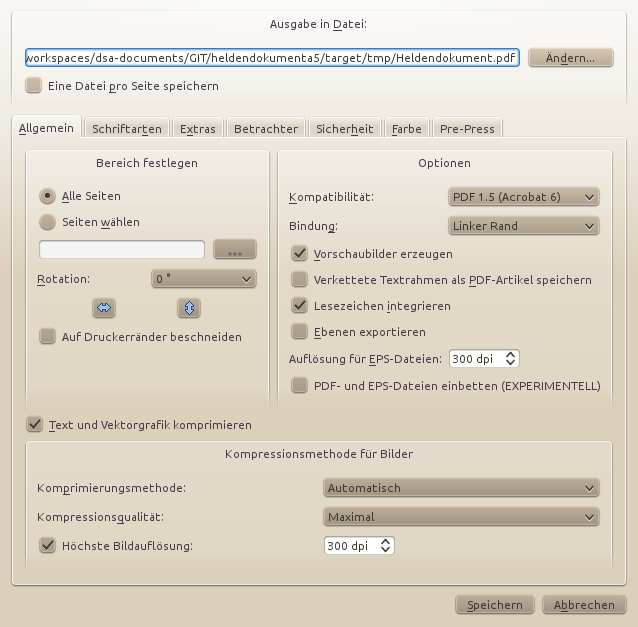 Ausgabe in Datei:
workspaces/dsa-documents/GIT/heldendokumenta5/target/tmp/Heldendokument.pdf
Ändern...
Eine Datei pro Seite speichern
Allgemein Schriftarten Extras Betrachter Sicherheit Farbe Pre-Press
Bereich festlegen
Alle Seiten
Seiten wählen
...
Rotation: 0 °
Auf Druckerränder beschneiden
Optionen
Kompatibilität: PDF 1.5 (Acrobat 6)
Bindung: Linker Rand
Vorschaubilder erzeugen
Verkettete Textrahmen als PDF-Artikel speichern
Lesezeichen integrieren
Ebenen exportieren
Auflösung für EPS-Dateien: 300 dpi
PDF- und EPS-Dateien einbetten (EXPERIMENTELL)
Text und Vektorgrafik komprimieren
Kompressionsmethode für Bilder
Komprimierungsmethode: Automatisch
Kompressionsqualität: Maximal
Höchste Bildauflösung: 300 dpi
Speichern Abbrechen